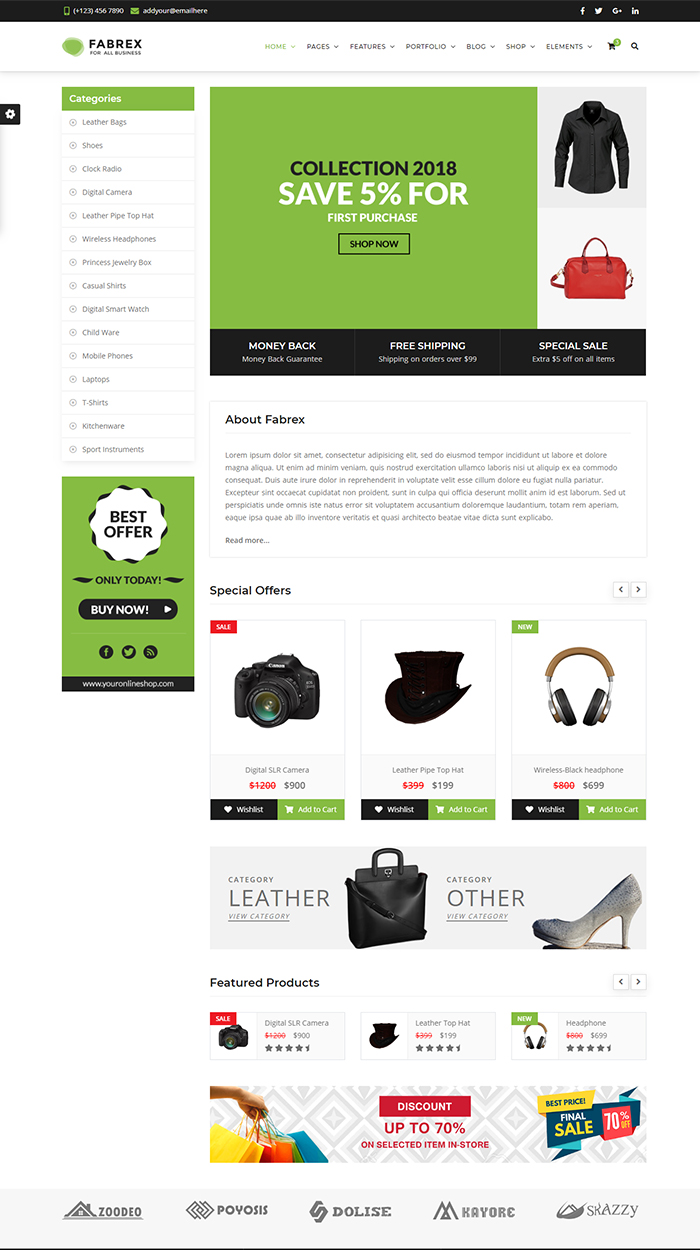 (+123) 456 7890 addyour@emailhere
FABREX
FOR ALL BUSINESS
HOME PAGES FEATURES PORTFOLIO BLOG SHOP ELEMENTS 3
Categories
Leather Bags
Shoes
Clock Radio
Digital Camera
Leather Pipe Top Hat
Wireless Headphones
Princess Jewelry Box
Casual Shirts
Digital Smart Watch
Child Ware
Mobile Phones
Laptops
T-Shirts
Kitchenware
Sport Instruments
BEST
OFFER
ONLY TODAY!
BUY NOW!
www.youronlineshop.com
COLLECTION 2018
SAVE 5% FOR
FIRST PURCHASE
SHOP NOW
MONEY BACK FREE SHIPPING SPECIAL SALE
Money Back Guarantee Shipping on orders over $99 Extra $5 off on all items
About Fabrex
Lorem ipsum dolor sit amet, consectetur adipisicing elit, sed do eiusmod tempor incididunt ut labore et dolore
magna aliqua. Ut enim ad minim veniam, quis nostrud exercitation ullamco laboris nisi ut aliquip ex ea commodo
consequat. Duis aute irure dolor in reprehenderit in voluptate velit esse cillum dolore eu fugiat nulla pariatur.
Excepteur sint occaecat cupidatat non proident, sunt in culpa qui officia deserunt mollit anim id est laborum. Sed ut
perspiciatis unde omnis iste natus error sit voluptatem accusantium doloremque laudantium, totam rem aperiam,
eaque ipsa quae ab illo inventore veritatis et quasi architecto beatae vitae dicta sunt explicabo.
Read more...
Special Offers
SALE NEW
Canon
Digital SLR Camera Leather Pipe Top Hat Wireless-Black headphone
$1200 $900 $399 $199 $800 $699
Wishlist Add to Cart Wishlist Add to Cart Wishlist Add to Cart
CATEGORY CATEGORY
LEATHER OTHER
VIEW CATEGORY VIEW CATEGORY
Featured Products
SALE Digital SLR Camera Leather Top Hat NEW Headphone
$1200 $900 $399 $199 $800 $699
DISCOUNT
UP TO 70%
ON SELECTED ITEM IN-STORE
BEST PRICE!
FINAL
SALE
70%
OFF
ZOODEO POYOSIS DOLISE KAYORE SKAZZY